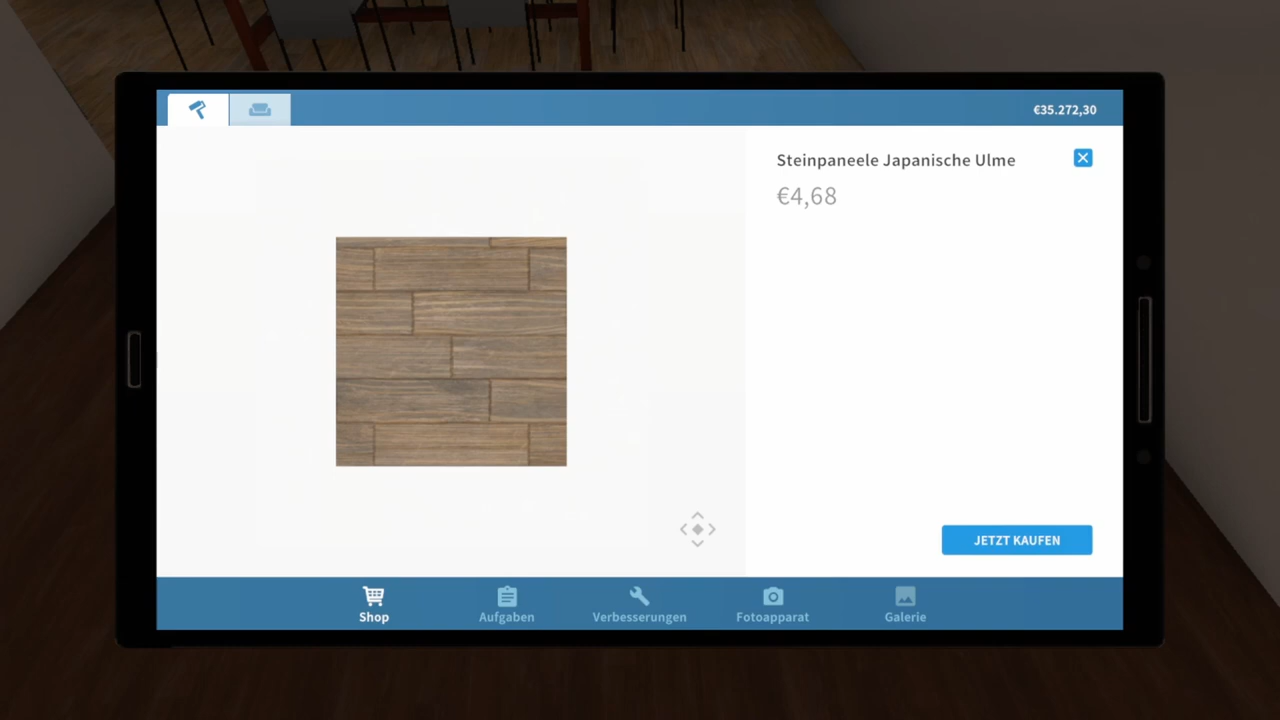 €35.272,30
Steinpaneele Japanische Ulme
€4,68
JETZT KAUFEN
Shop
Aufgaben
Verbesserungen
Fotoapparat
Galerie